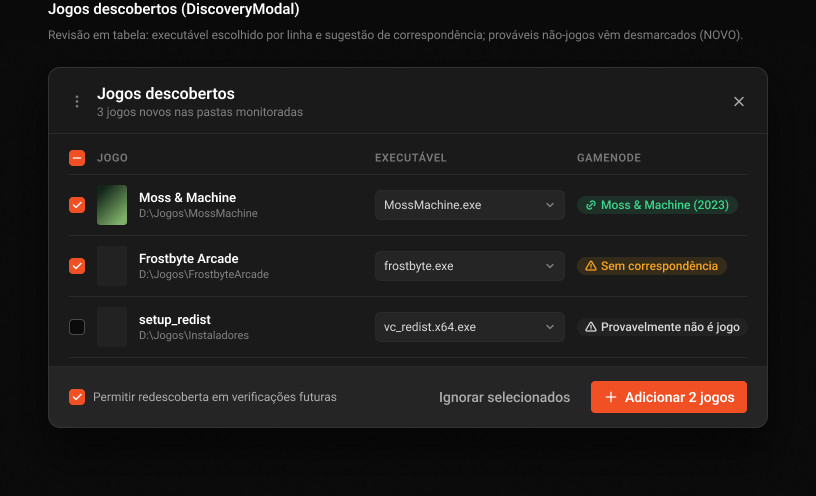 Jogos descobertos (DiscoveryModal)
Revisão em tabela: executável escolhido por linha e sugestão de correspondência; prováveis não-jogos vêm desmarcados (NOVO).
Jogos descobertos
3 jogos novos nas pastas monitoradas
JOGO EXECUTÁVEL GAMENODE
Moss & Machine
D:\Jogos\MossMachine
MossMachine.exe
Moss & Machine (2023)
Frostbyte Arcade
D:\Jogos\FrostbyteArcade
frostbyte.exe
Sem correspondência
setup_redist
D:\Jogos\Instaladores
vc_redist.x64.exe
Provavelmente não é jogo
Permitir redescoberta em verificações futuras
Ignorar selecionados
Adicionar 2 jogos